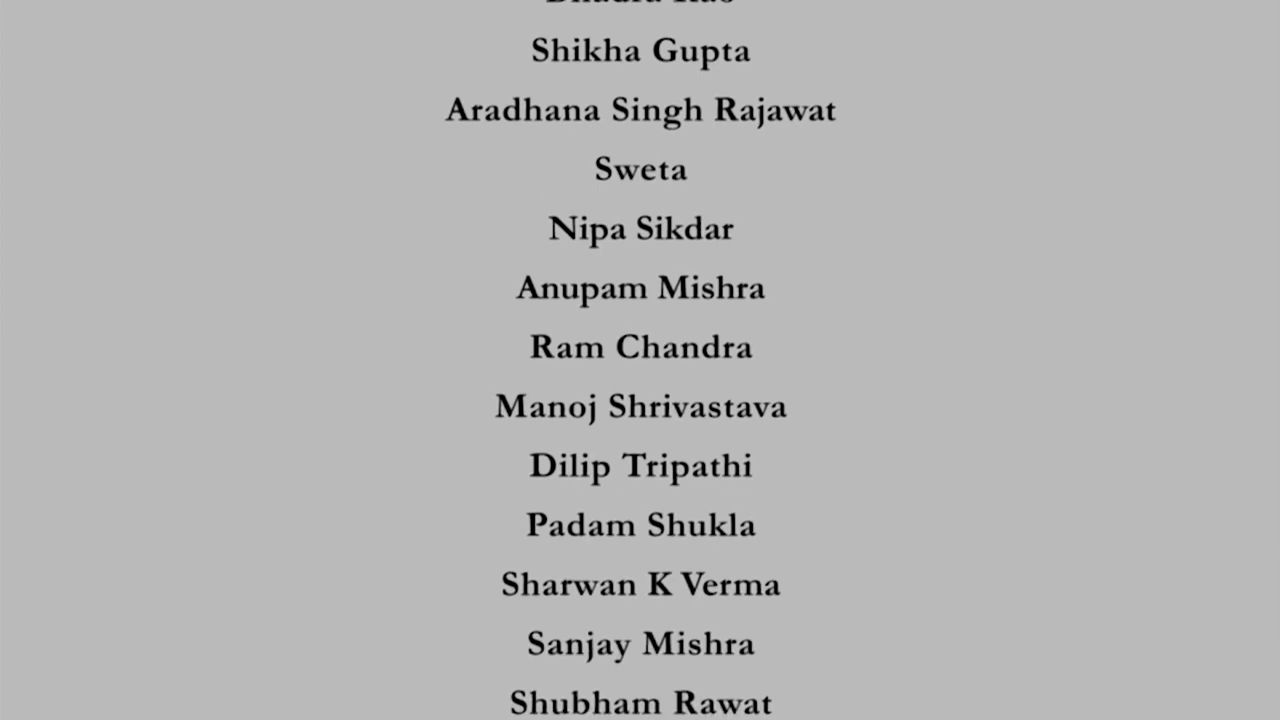 Shikha Gupta
Aradhana Singh Rajawat
Sweta
Nipa Sikdar
Anupam Mishra
Ram Chandra
Manoj Shrivastava
Dilip Tripathi
Padam Shukla
Sharwan K Verma
Sanjay Mishra
Shubham Rawat